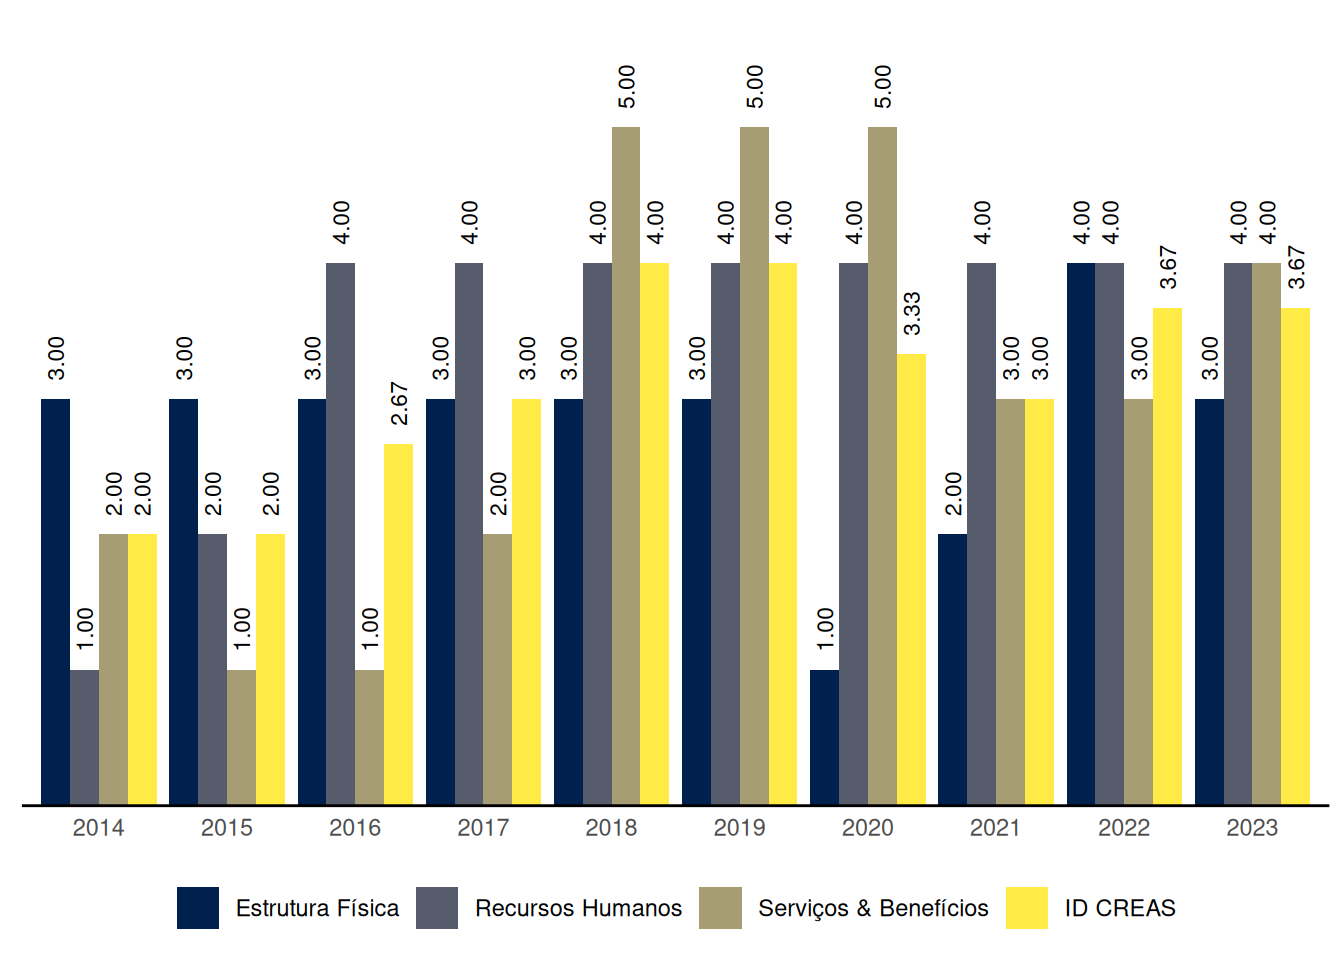 5.00 5.00 5.00
4.00 4.00 4.00 4.00 4.00 4.00 4.00 4.00 4.00 4.00 4.00 4.00
3.67 3.67
3.33
3.00 3.00 3.00 3.00 3.00 3.00 3.00 3.00 3.00 3.00 3.00
2.67
2.00 2.00 2.00 2.00 2.00 2.00
1.00 1.00 1.00 1.00
2014 2015 2016 2017 2018 2019 2020 2021 2022 2023
Estrutura Física Recursos Humanos Serviços & Benefícios ID CREAS